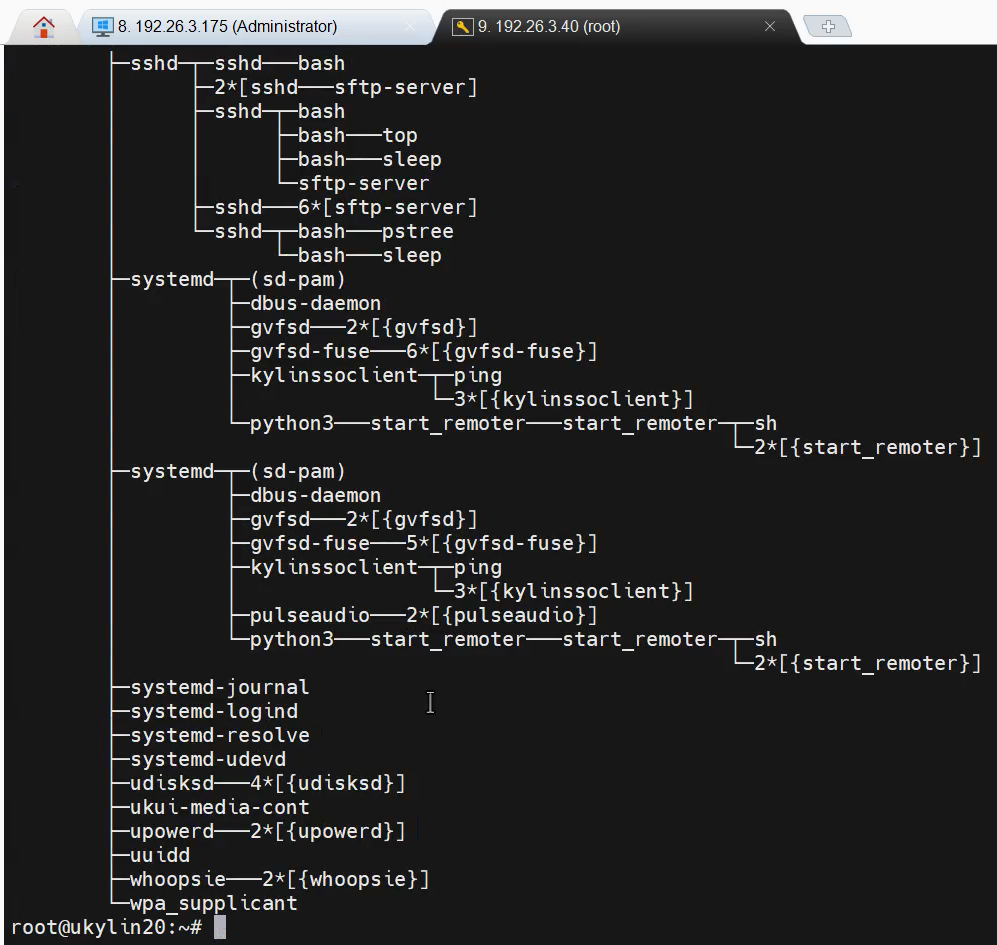 8. 192.26.3.175 (Administrator)
9. 192.26.3.40 (root)
├─sshd─┬─sshd───bash
│      ├─2*[sshd───sftp-server]
│      ├─sshd─┬─bash
│      │      ├─bash───top
│      │      ├─bash───sleep
│      │      └─sftp-server
│      ├─sshd───6*[sftp-server]
│      └─sshd─┬─bash───pstree
│             └─bash───sleep
├─systemd─┬─(sd-pam)
│         ├─dbus-daemon
│         ├─gvfsd───2*[{gvfsd}]
│         ├─gvfsd-fuse───6*[{gvfsd-fuse}]
│         ├─kylinssoclient─┬─ping
│         │                └─3*[{kylinssoclient}]
│         └─python3───start_remoter───start_remoter─┬─sh
│                                                   └─2*[{start_remoter}]
├─systemd─┬─(sd-pam)
│         ├─dbus-daemon
│         ├─gvfsd───2*[{gvfsd}]
│         ├─gvfsd-fuse───5*[{gvfsd-fuse}]
│         ├─kylinssoclient─┬─ping
│         │                └─3*[{kylinssoclient}]
│         ├─pulseaudio───2*[{pulseaudio}]
│         └─python3───start_remoter───start_remoter─┬─sh
│                                                   └─2*[{start_remoter}]
├─systemd-journal
├─systemd-logind
├─systemd-resolve
├─systemd-udevd
├─udisksd───4*[{udisksd}]
├─ukui-media-cont
├─upowerd───2*[{upowerd}]
├─uuidd
├─whoopsie───2*[{whoopsie}]
└─wpa_supplicant
root@ukylin20:~#